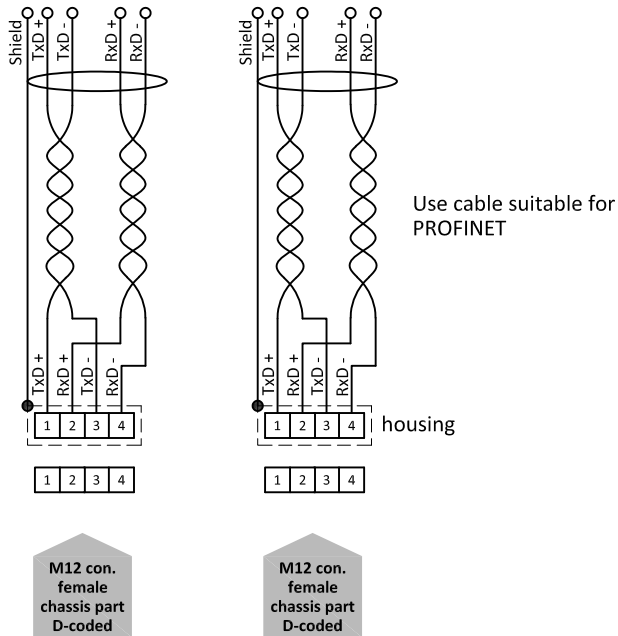 Shield TxD + TxD - RxD + RxD -
Shield TxD + TxD - RxD + RxD -
Use cable suitable for
PROFINET
TxD + RxD + TxD - RxD -
TxD + RxD + TxD - RxD -
1 2 3 4
1 2 3 4
housing
1 2 3 4
1 2 3 4
M12 con.
female
chassis part
D-coded
M12 con.
female
chassis part
D-coded